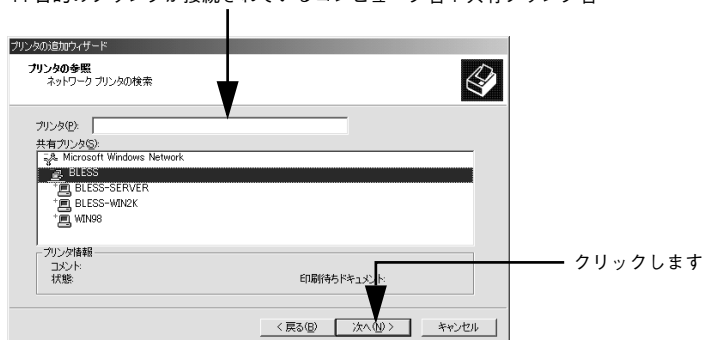 プリンタの追加ウィザード
プリンタの参照
ネットワーク プリンタの検索
プリンタ(P):
共有プリンタ(S):
Microsoft Windows Network
BLESS
BLESS-SERVER
BLESS-WIN2K
WIN98
プリンタ情報
コメント:
状態:
印刷待ちドキュメント:
クリックします
< 戻る(B)
次へ(N) >
キャンセル